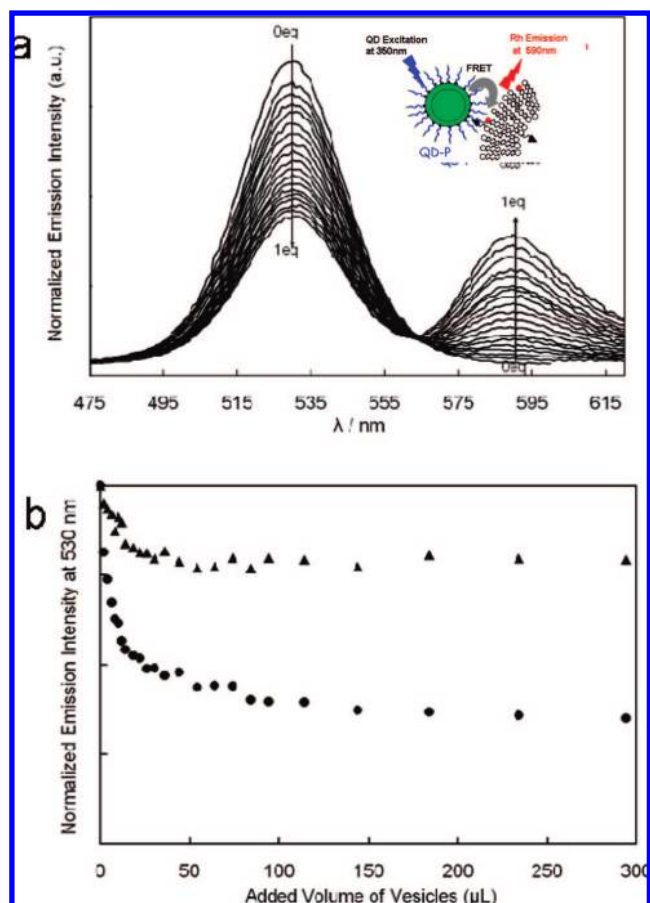 a
Normalized Emission Intensity (a.u.)
0eq
1eq
QD Excitation
at 350nm
Rh Emission
at 590nm
FRET
QD-P
1eq
0eq
475 495 515 535 555 575 595 615
λ / nm
b
Normalized Emission Intensity at 530 nm
0 50 100 150 200 250 300
Added Volume of Vesicles (µL)